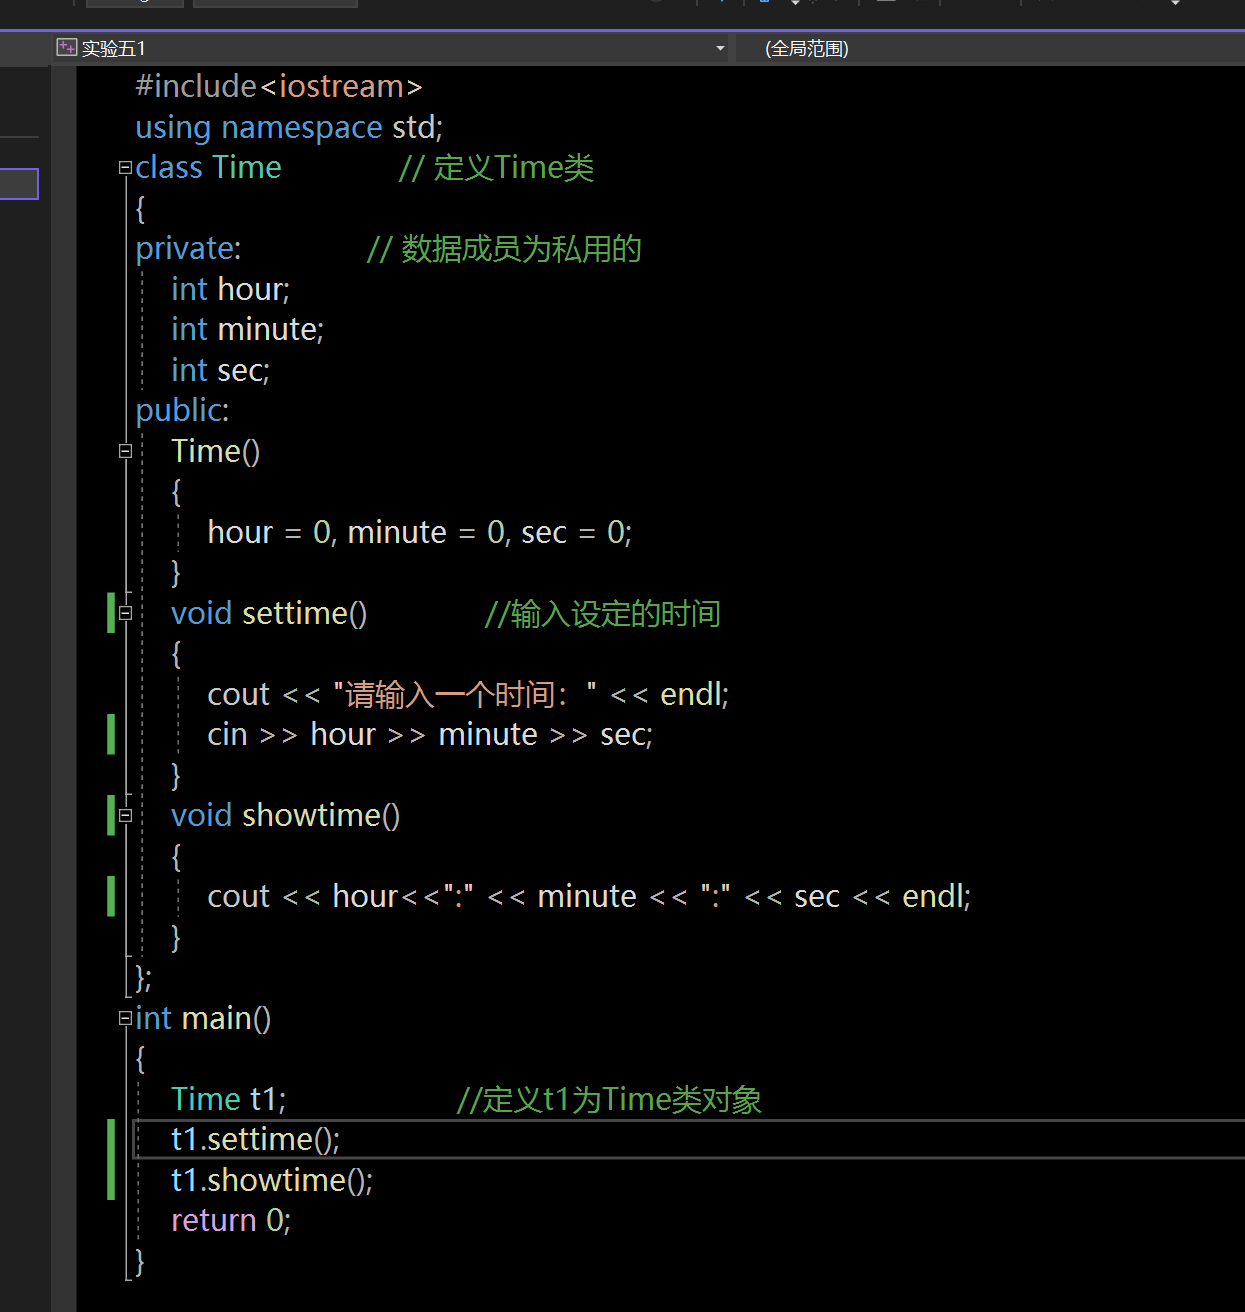 实验五1
(全局范围)
#include<iostream>
using namespace std;
class Time // 定义Time类
{
private: // 数据成员为私用的
int hour;
int minute;
int sec;
public:
Time()
{
hour = 0, minute = 0, sec = 0;
}
void settime() //输入设定的时间
{
cout << "请输入一个时间：" << endl;
cin >> hour >> minute >> sec;
}
void showtime()
{
cout << hour<<":" << minute << ":" << sec << endl;
}
};
int main()
{
Time t1; //定义t1为Time类对象
t1.settime();
t1.showtime();
return 0;
}